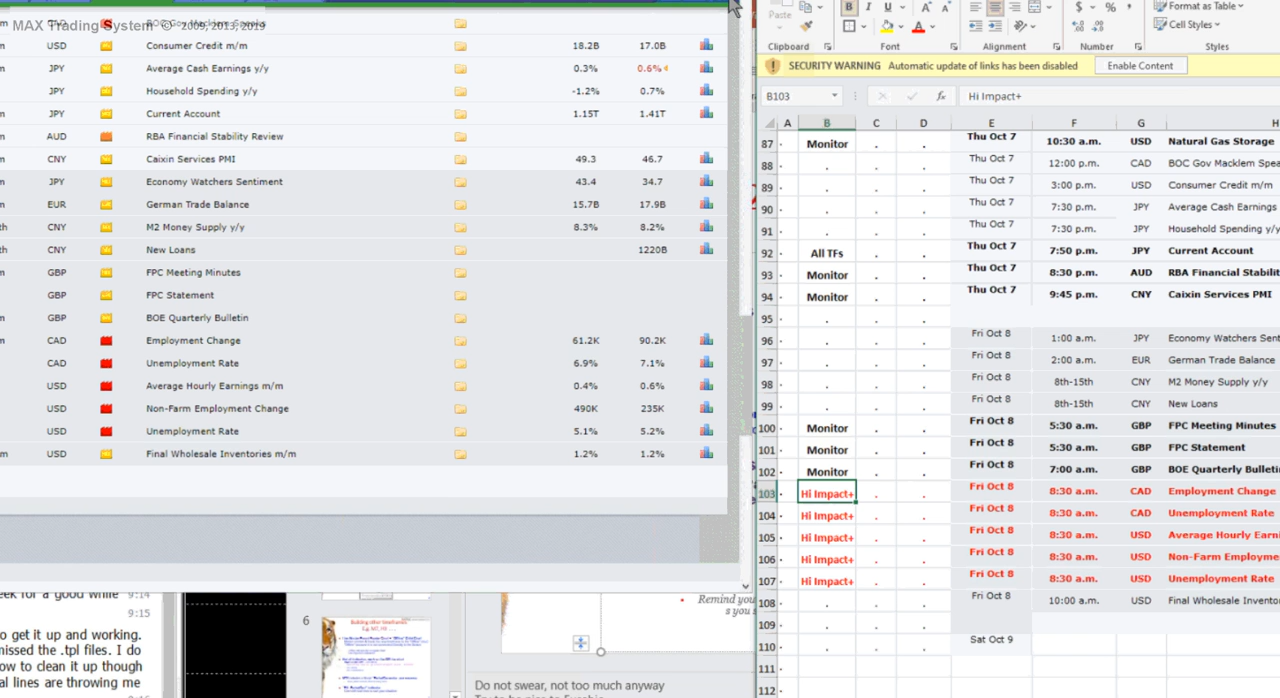 MAX Trading System © 2009, 2013, 2019
USD Consumer Credit m/m 18.2B 17.0B
JPY Average Cash Earnings y/y 0.3% 0.6%
JPY Household Spending y/y -1.2% 0.7%
JPY Current Account 1.15T 1.41T
AUD RBA Financial Stability Review
CNY Caixin Services PMI 49.3 46.7
JPY Economy Watchers Sentiment 43.4 34.7
EUR German Trade Balance 15.7B 17.9B
CNY M2 Money Supply y/y 8.3% 8.2%
CNY New Loans 1220B
GBP FPC Meeting Minutes
GBP FPC Statement
GBP BOE Quarterly Bulletin
CAD Employment Change 61.2K 90.2K
CAD Unemployment Rate 6.9% 7.1%
USD Average Hourly Earnings m/m 0.4% 0.6%
USD Non-Farm Employment Change 490K 235K
USD Unemployment Rate 5.1% 5.2%
USD Final Wholesale Inventories m/m 1.2% 1.2%
for a good while 9:14
9:15
o get it up and working.
missed the .tpl files. I do
ow to clean it up though
al lines are throwing me
6
Building other timeframes
Remind you
s you s
Do not swear, not too much anyway
Paste
B I U A A $ % , Format as Table
A Cell Styles
Clipboard Font Alignment Number Styles
SECURITY WARNING Automatic update of links has been disabled Enable Content
B103 fx Hi Impact+
A B C D E F G H
87 Monitor . . Thu Oct 7 10:30 a.m. USD Natural Gas Storage
88 . . . Thu Oct 7 12:00 p.m. CAD BOC Gov Macklem Spea
89 . . . Thu Oct 7 3:00 p.m. USD Consumer Credit m/m
90 . . . Thu Oct 7 7:30 p.m. JPY Average Cash Earnings
91 . . . Thu Oct 7 7:30 p.m. JPY Household Spending y/y
92 All TFs . . Thu Oct 7 7:50 p.m. JPY Current Account
93 Monitor . . Thu Oct 7 8:30 p.m. AUD RBA Financial Stabilit
94 Monitor . . Thu Oct 7 9:45 p.m. CNY Caixin Services PMI
95 . . .
96 . . . Fri Oct 8 1:00 a.m. JPY Economy Watchers Sent
97 . . . Fri Oct 8 2:00 a.m. EUR German Trade Balance
98 . . . Fri Oct 8 8th-15th CNY M2 Money Supply y/y
99 . . . Fri Oct 8 8th-15th CNY New Loans
100 Monitor . . Fri Oct 8 5:30 a.m. GBP FPC Meeting Minutes
101 Monitor . . Fri Oct 8 5:30 a.m. GBP FPC Statement
102 Monitor . . Fri Oct 8 7:00 a.m. GBP BOE Quarterly Bulletin
103 Hi Impact+ . . Fri Oct 8 8:30 a.m. CAD Employment Change
104 Hi Impact+ . . Fri Oct 8 8:30 a.m. CAD Unemployment Rate
105 Hi Impact+ . . Fri Oct 8 8:30 a.m. USD Average Hourly Earni
106 Hi Impact+ . . Fri Oct 8 8:30 a.m. USD Non-Farm Employme
107 Hi Impact+ . . Fri Oct 8 8:30 a.m. USD Unemployment Rate
108 . . . Fri Oct 8 10:00 a.m. USD Final Wholesale Invento
109 . . .
110 . . . Sat Oct 9
111
112